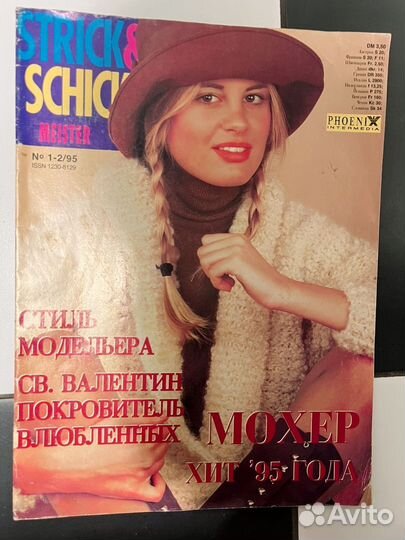 STRICK&
SCHICK
MEISTER
№ 1-2/95
ISSN 1230-8129
DM 3,50
PHOENIX
INTERMEDIA
СТИЛЬ
МОДЕЛЬЕРА
СВ. ВАЛЕНТИН
ПОКРОВИТЕЛЬ
ВЛЮБЛЕННЫХ
МОХЕР
ХИТ '95 ГОДА
Avito